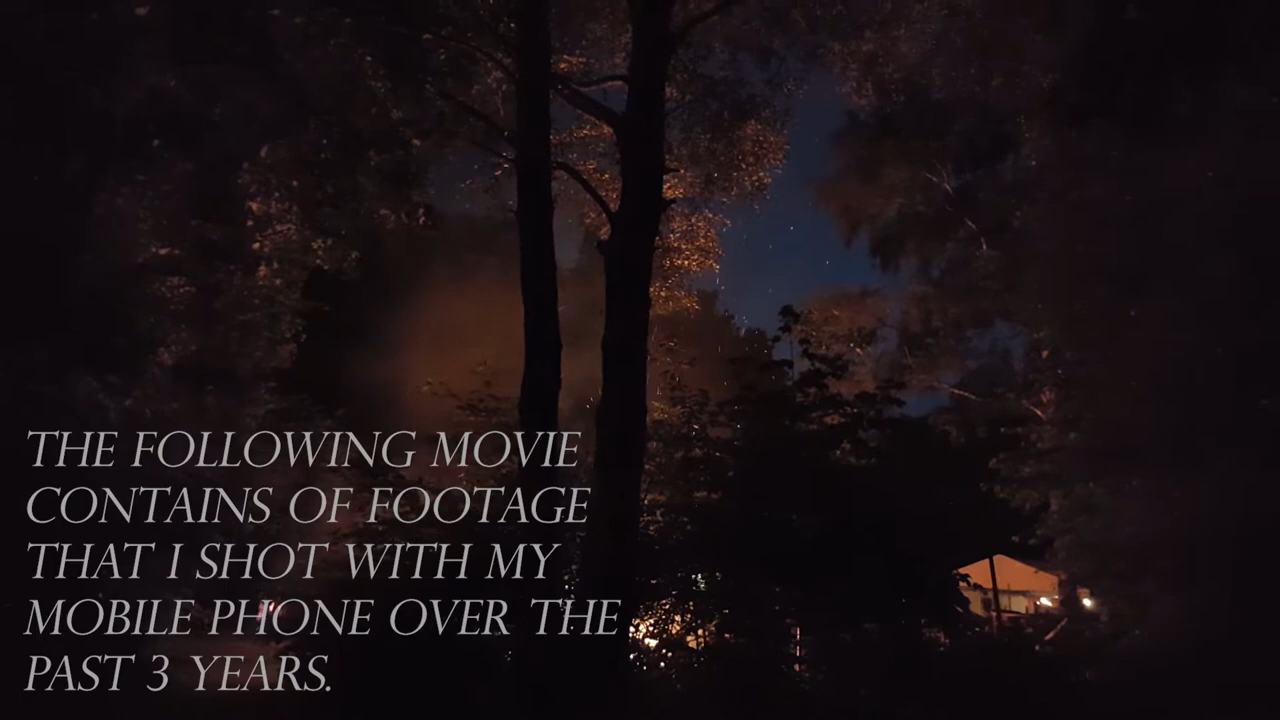 THE FOLLOWING MOVIE
CONTAINS OF FOOTAGE
THAT I SHOT WITH MY
MOBILE PHONE OVER THE
PAST 3 YEARS.